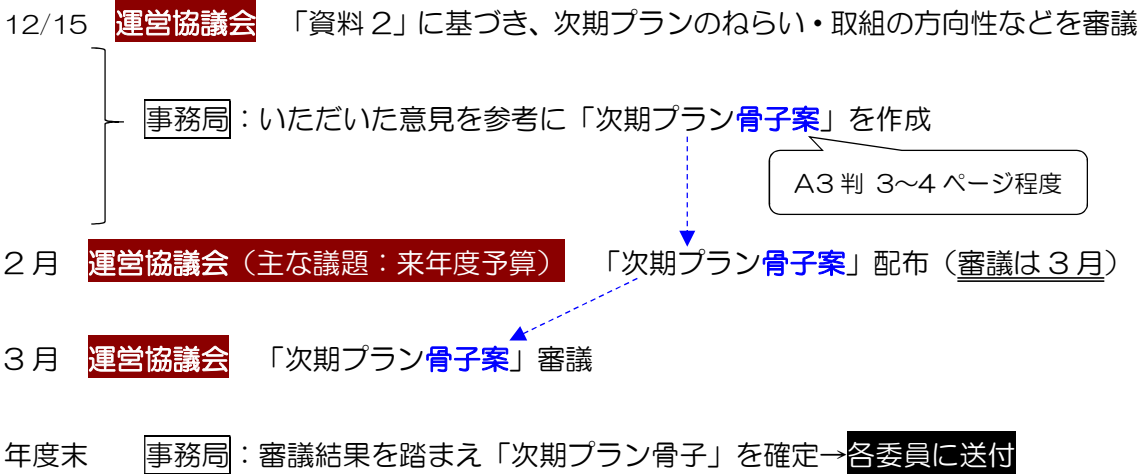 12/15 運営協議会 「資料２」に基づき、次期プランのねらい・取組の方向性などを審議
事務局：いただいた意見を参考に「次期プラン骨子案」を作成
A3判 3～4ページ程度
２月 運営協議会（主な議題：来年度予算） 「次期プラン骨子案」配布（審議は３月）
３月 運営協議会 「次期プラン骨子案」審議
年度末 事務局：審議結果を踏まえ「次期プラン骨子」を確定→各委員に送付